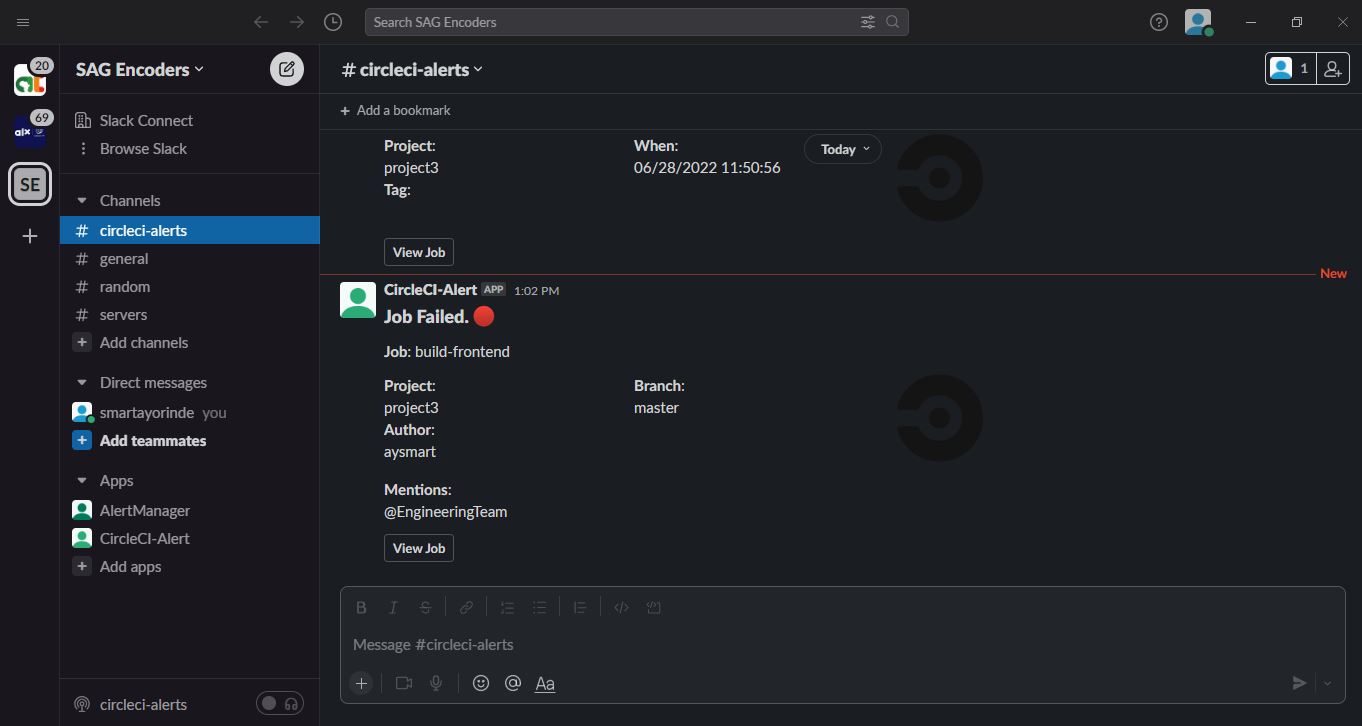 Search SAG Encoders
20
SAG Encoders
# circleci-alerts
1
69
+ Add a bookmark
Slack Connect
Browse Slack
SE
Channels
# circleci-alerts
# general
# random
# servers
+ Add channels
Direct messages
smartayorinde you
+ Add teammates
Apps
AlertManager
CircleCI-Alert
+ Add apps
circleci-alerts
Project:
project3
Tag:
When:
06/28/2022 11:50:56
Today
View Job
New
CircleCI-Alert APP 1:02 PM
Job Failed.
Job: build-frontend
Project:
project3
Branch:
master
Author:
aysmart
Mentions:
@EngineeringTeam
View Job
Message #circleci-alerts
Aa